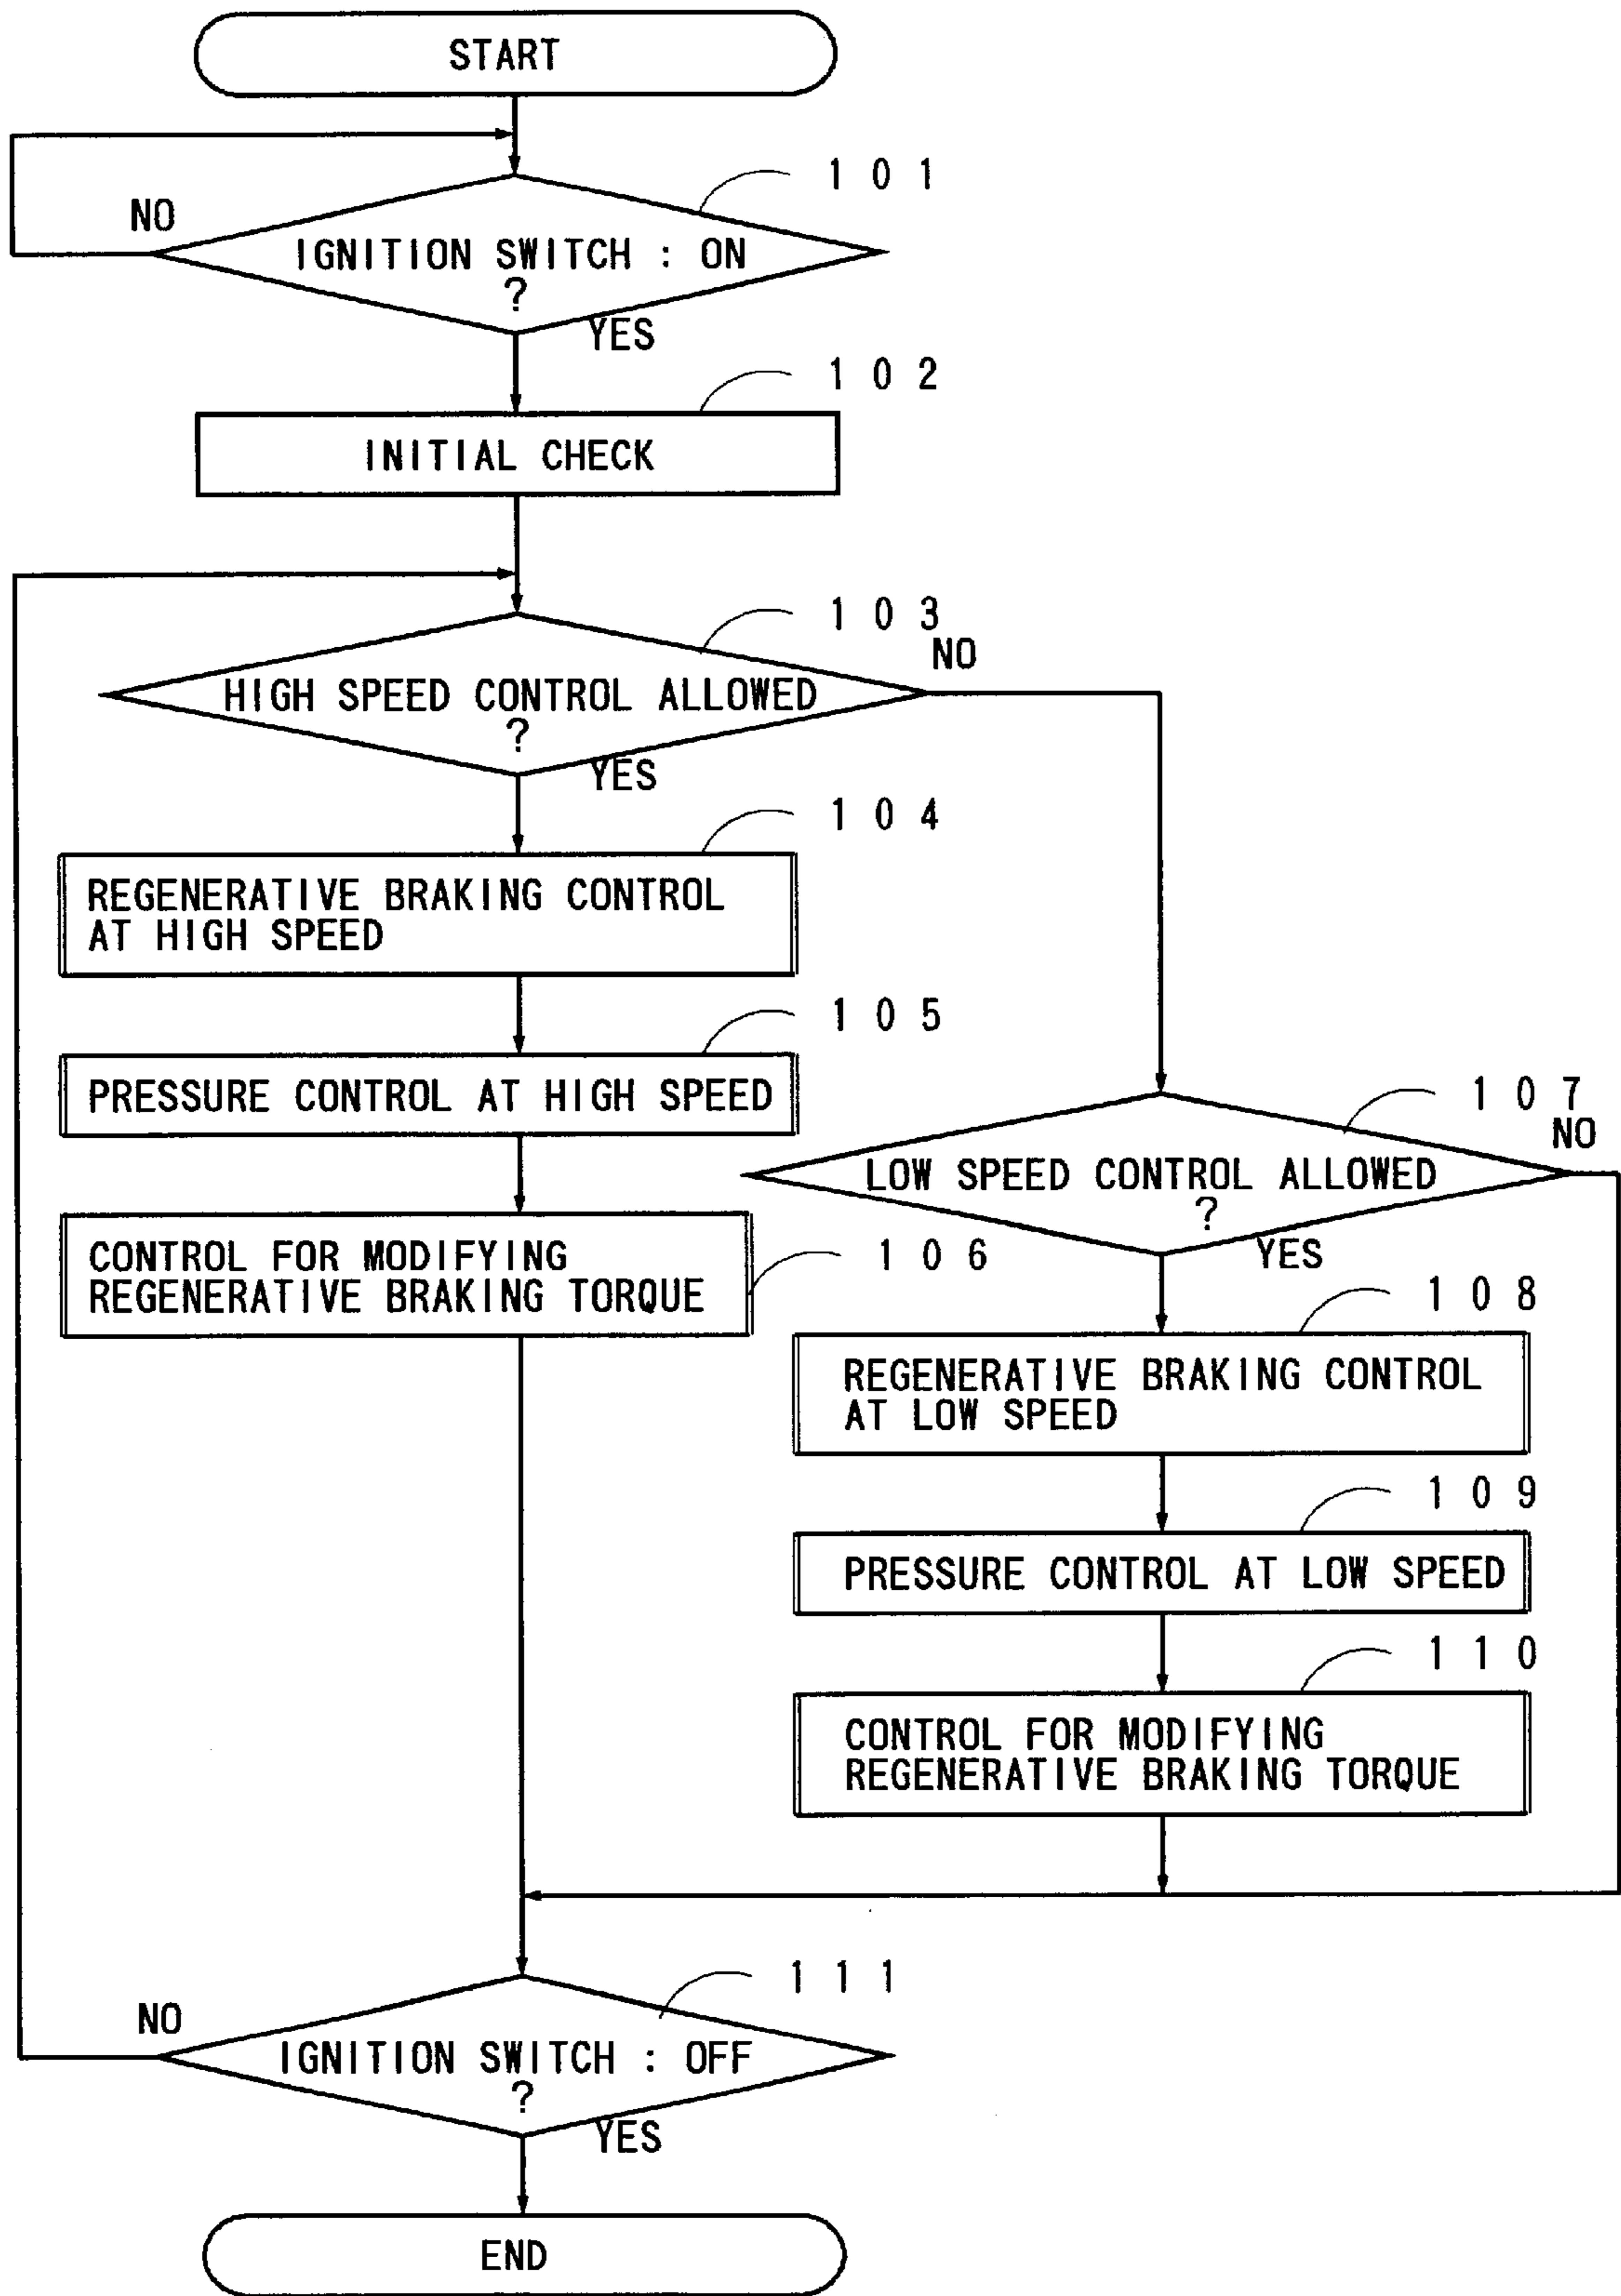 START
101
NO
IGNITION SWITCH : ON
?
YES
102
INITIAL CHECK
103
NO
HIGH SPEED CONTROL ALLOWED
?
YES
104
REGENERATIVE BRAKING CONTROL
AT HIGH SPEED
105
PRESSURE CONTROL AT HIGH SPEED
106
CONTROL FOR MODIFYING
REGENERATIVE BRAKING TORQUE
107
NO
LOW SPEED CONTROL ALLOWED
?
YES
108
REGENERATIVE BRAKING CONTROL
AT LOW SPEED
109
PRESSURE CONTROL AT LOW SPEED
110
CONTROL FOR MODIFYING
REGENERATIVE BRAKING TORQUE
111
NO
IGNITION SWITCH : OFF
?
YES
END